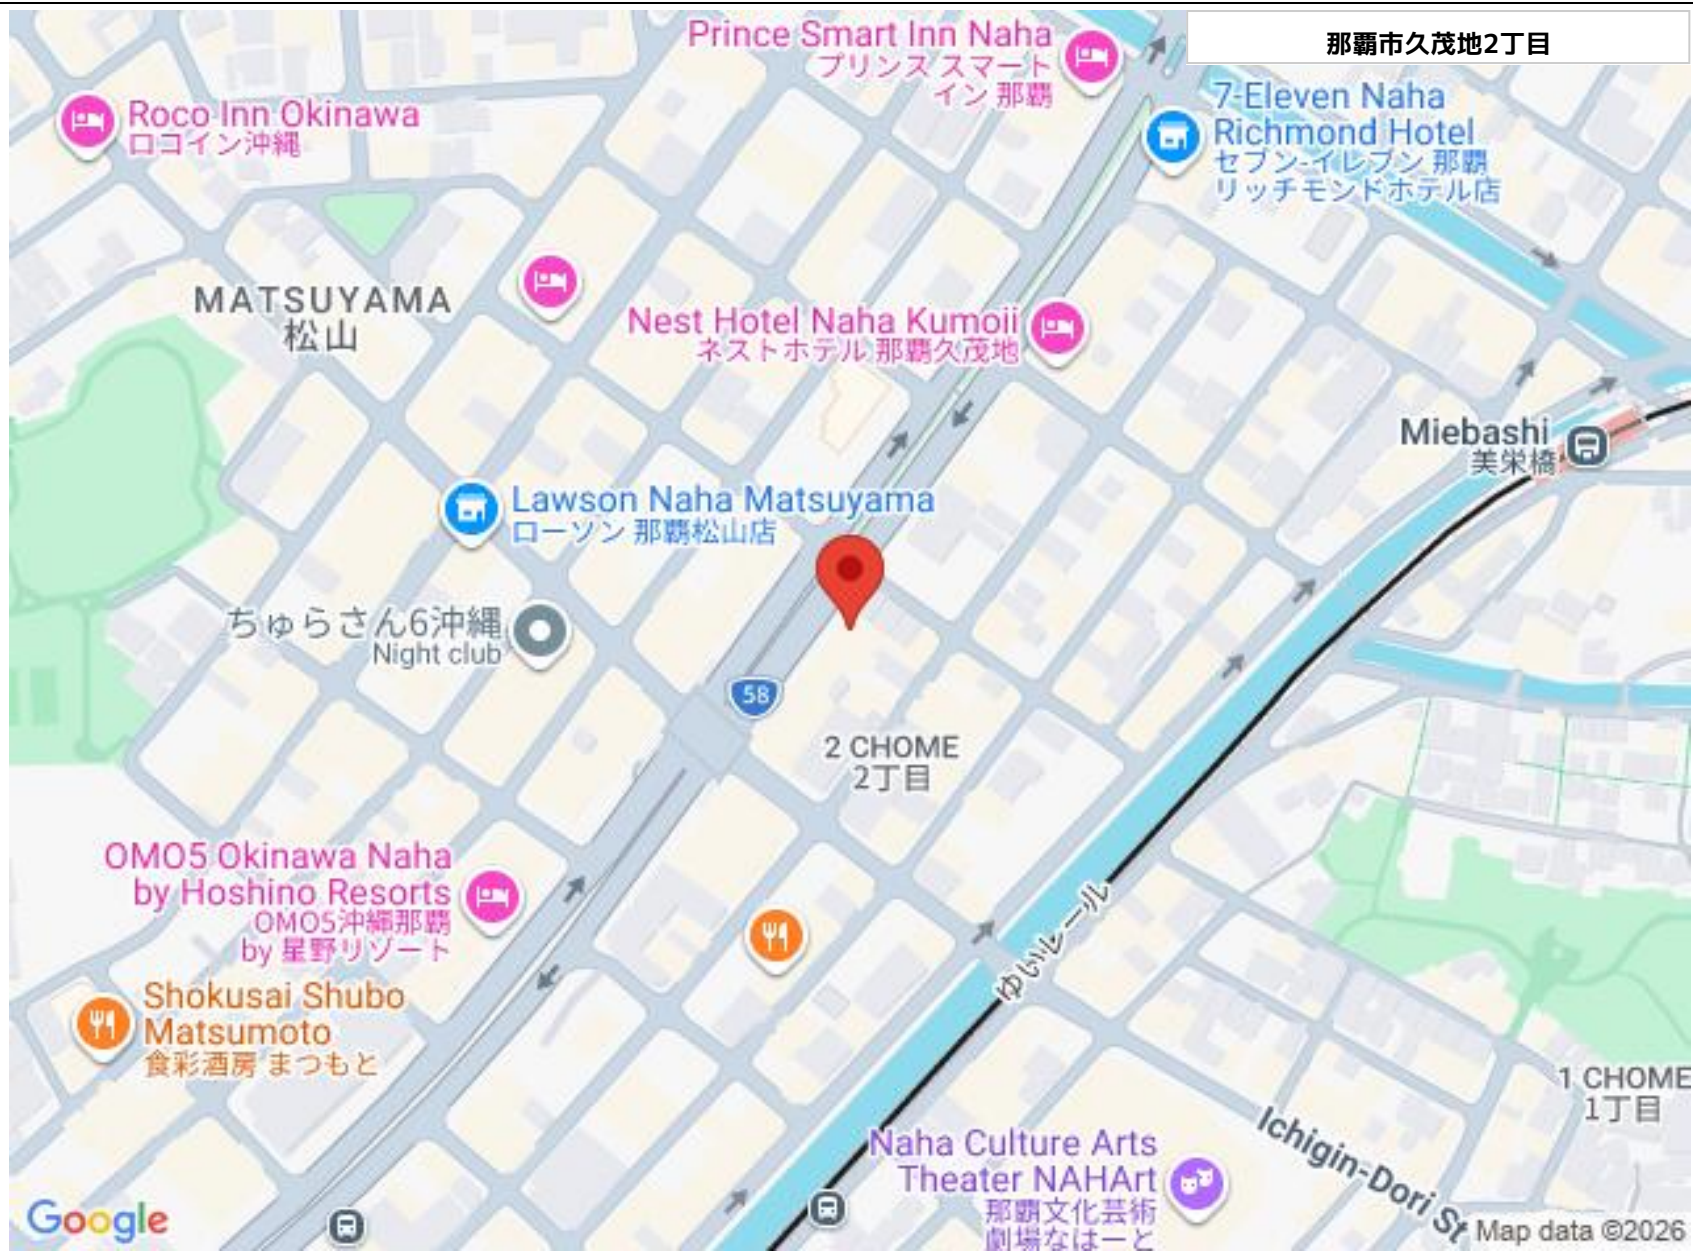 那覇市久茂地2丁目
Prince Smart Inn Naha
プリンス スマート
イン 那覇
7-Eleven Naha
Richmond Hotel
セブン-イレブン 那覇
リッチモンドホテル店
Roco Inn Okinawa
ロコイン沖縄
MATSUYAMA
松山
Nest Hotel Naha Kumoji
ネストホテル 那覇久茂地
Miebashi
美栄橋
Lawson Naha Matsuyama
ローソン 那覇松山店
ちゅらさん6沖縄
Night club
58
2 CHOME
2丁目
OMO5 Okinawa Naha
by Hoshino Resorts
OMO5沖縄那覇
by 星野リゾート
ゆいレール
Shokusai Shubo
Matsumoto
食彩酒房 まつもと
1 CHOME
1丁目
Ichigin-Dori St
Naha Culture Arts
Theater NAHArt
那覇文化芸術
劇場なはーと
Google
Map data ©2026